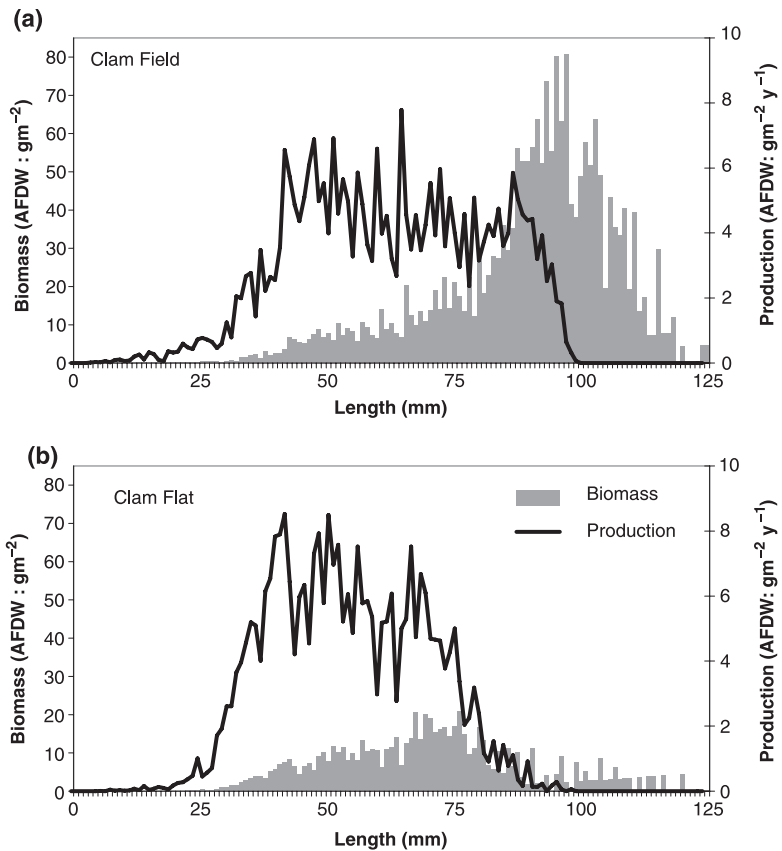 (a)
Clam Field
Biomass (AFDW : gm−2)
80
70
60
50
40
30
20
10
0
10
8
6
4
2
0
Production (AFDW: gm−2 y−1)
0 25 50 75 100 125
Length (mm)
(b)
Clam Flat
Biomass
Production
Biomass (AFDW : gm−2)
80
70
60
50
40
30
20
10
0
10
8
6
4
2
0
Production (AFDW: gm−2 y−1)
0 25 50 75 100 125
Length (mm)